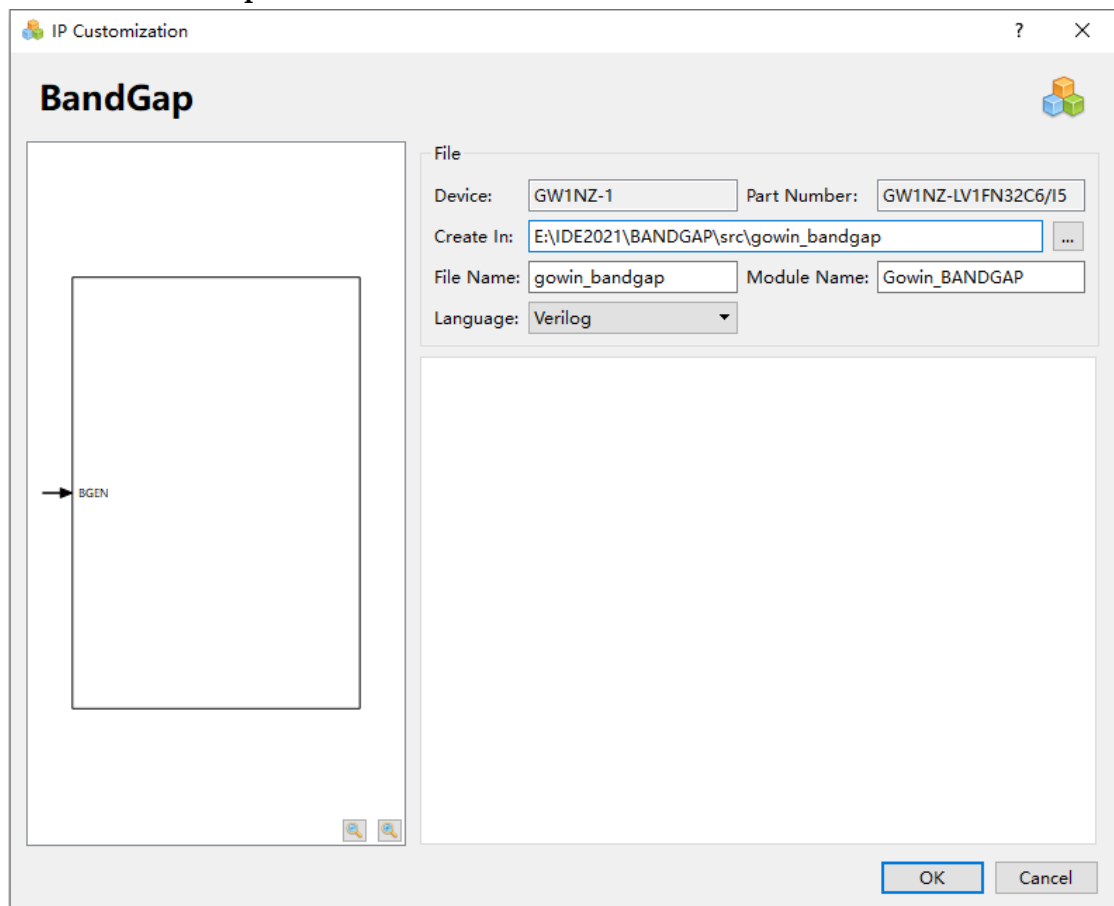 IP Customization
?
BandGap
File
Device: GW1NZ-1 Part Number: GW1NZ-LV1FN32C6/I5
Create In: E:\IDE2021\BANDGAP\src\gowin_bandgap ...
File Name: gowin_bandgap Module Name: Gowin_BANDGAP
Language: Verilog
BGEN
OK Cancel